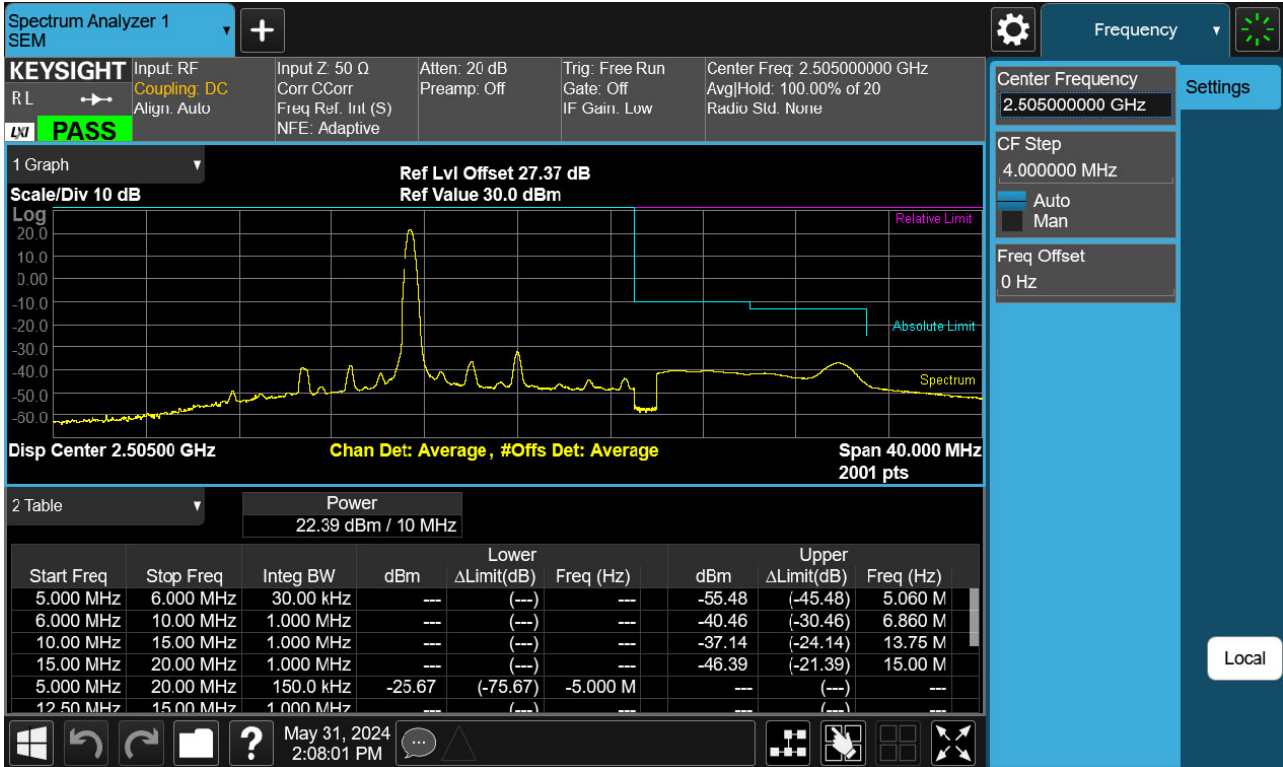 Spectrum Analyzer 1
SEM
Frequency
KEYSIGHT
RL
LXI
PASS
Input: RF
Coupling: DC
Align: Auto
Input Z: 50 Ω
Corr CCorr
Freq Ref: Int (S)
NFE: Adaptive
Atten: 20 dB
Preamp: Off
Trig: Free Run
Gate: Off
IF Gain: Low
Center Freq: 2.505000000 GHz
Avg|Hold: 100.00% of 20
Radio Std: None
Center Frequency
2.505000000 GHz
Settings
CF Step
4.000000 MHz
Auto
Man
Freq Offset
0 Hz
Local
1 Graph
Scale/Div 10 dB
Ref Lvl Offset 27.37 dB
Ref Value 30.0 dBm
Log
20.0
10.0
0.00
-10.0
-20.0
-30.0
-40.0
-50.0
-60.0
Relative Limit
Absolute Limit
Spectrum
Disp Center 2.50500 GHz
Chan Det: Average, #Offs Det: Average
Span 40.000 MHz
2001 pts
2 Table
Power
22.39 dBm / 10 MHz
Lower Upper
Start Freq Stop Freq Integ BW dBm ΔLimit(dB) Freq (Hz) dBm ΔLimit(dB) Freq (Hz)
5.000 MHz 6.000 MHz 30.00 kHz --- (---) --- -55.48 (-45.48) 5.060 M
6.000 MHz 10.00 MHz 1.000 MHz --- (---) --- -40.46 (-30.46) 6.860 M
10.00 MHz 15.00 MHz 1.000 MHz --- (---) --- -37.14 (-24.14) 13.75 M
15.00 MHz 20.00 MHz 1.000 MHz --- (---) --- -46.39 (-21.39) 15.00 M
5.000 MHz 20.00 MHz 150.0 kHz -25.67 (-75.67) -5.000 M --- (---) ---
12.50 MHz 15.00 MHz 1.000 MHz --- (---) --- --- (---) ---
May 31, 2024
2:08:01 PM